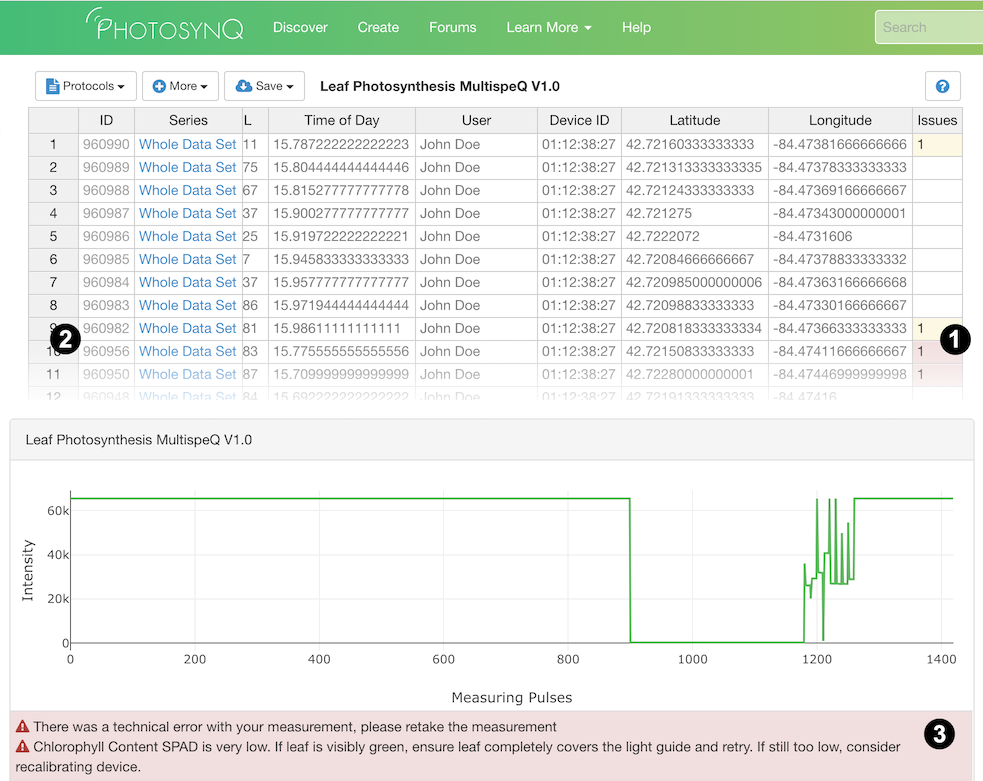 PHOTOSYNQ Discover Create Forums Learn More Help Search
Protocols More Save Leaf Photosynthesis MultispeQ V1.0 ?
ID Series L Time of Day User Device ID Latitude Longitude Issues
1 960990 Whole Data Set 11 15.787222222222223 John Doe 01:12:38:27 42.72160333333333 -84.47381666666666 1
2 960989 Whole Data Set 75 15.804444444444446 John Doe 01:12:38:27 42.721313333333335 -84.47378333333333
3 960988 Whole Data Set 67 15.815277777777778 John Doe 01:12:38:27 42.72124333333333 -84.47369166666667
4 960987 Whole Data Set 37 15.900277777777777 John Doe 01:12:38:27 42.721275 -84.47343000000001
5 960986 Whole Data Set 25 15.919722222222221 John Doe 01:12:38:27 42.7222072 -84.4731606
6 960985 Whole Data Set 7 15.945833333333333 John Doe 01:12:38:27 42.72084666666667 -84.47378833333332
7 960984 Whole Data Set 37 15.957777777777777 John Doe 01:12:38:27 42.720985000000006 -84.47363166666668
8 960983 Whole Data Set 86 15.971944444444444 John Doe 01:12:38:27 42.72098833333333 -84.47330166666667
9 960982 Whole Data Set 81 15.98611111111111 John Doe 01:12:38:27 42.720818333333334 -84.47366333333333 1
2 1
10 960956 Whole Data Set 83 15.775555555555556 John Doe 01:12:38:27 42.72150833333333 -84.47411666666667 1
11 960950 Whole Data Set 87 15.709999999999999 John Doe 01:12:38:27 42.72280000000001 -84.47446999999998 1
12 960948 Whole Data Set 84 15.692222222222222 John Doe 01:12:38:27 42.72191333333333 -84.47416
Leaf Photosynthesis MultispeQ V1.0
60k
40k
Intensity
20k
0
0 200 400 600 800 1000 1200 1400
Measuring Pulses
There was a technical error with your measurement, please retake the measurement
3
Chlorophyll Content SPAD is very low. If leaf is visibly green, ensure leaf completely covers the light guide and retry. If still too low, consider
recalibrating device.